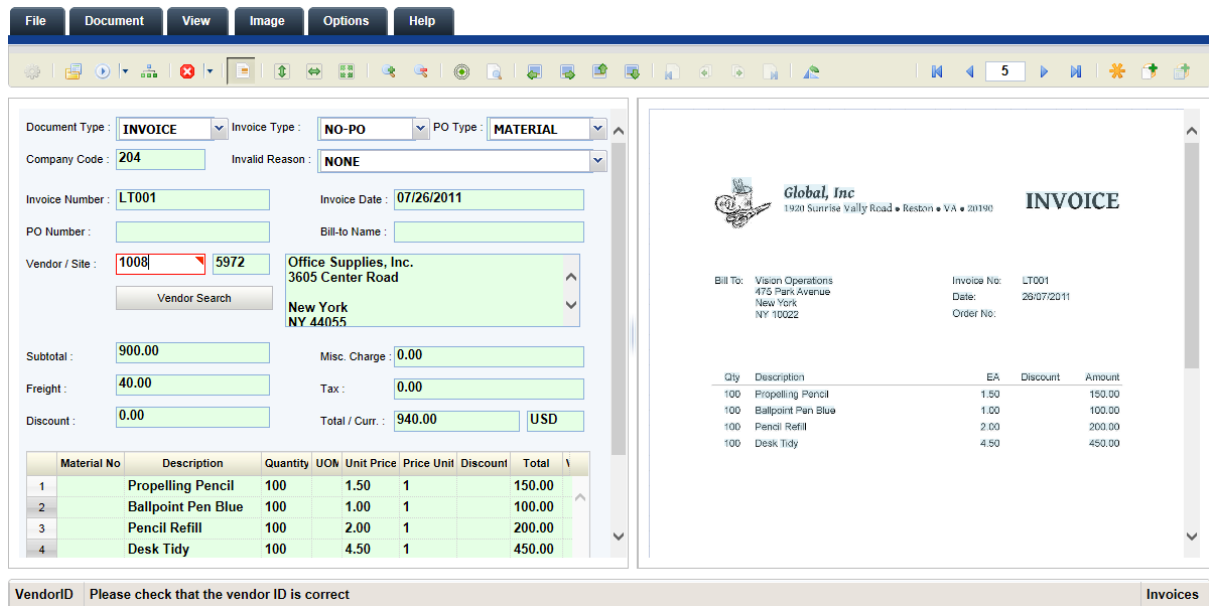 File Document View Image Options Help
5
Document Type : INVOICE Invoice Type : NO-PO PO Type : MATERIAL
Company Code : 204 Invalid Reason : NONE
Invoice Number : LT001 Invoice Date : 07/26/2011
PO Number : Bill-to Name :
Vendor / Site : 1008 5972 Office Supplies, Inc.
3605 Center Road
Vendor Search
New York
NY 44055
Subtotal : 900.00 Misc. Charge : 0.00
Freight : 40.00 Tax : 0.00
Discount : 0.00 Total / Curr. : 940.00 USD
Material No Description Quantity UOM Unit Price Price Unit Discount Total
1 Propelling Pencil 100 1.50 1 150.00
2 Ballpoint Pen Blue 100 1.00 1 100.00
3 Pencil Refill 100 2.00 1 200.00
4 Desk Tidy 100 4.50 1 450.00
Global, Inc
1920 Sunrise Vally Road • Reston • VA • 20190
INVOICE
Bill To: Vision Operations Invoice No: LT001
475 Park Avenue Date: 26/07/2011
New York
NY 10022 Order No:
Qty Description EA Discount Amount
100 Propelling Pencil 1.50 150.00
100 Ballpoint Pen Blue 1.00 100.00
100 Pencil Refill 2.00 200.00
100 Desk Tidy 4.50 450.00
VendorID Please check that the vendor ID is correct Invoices